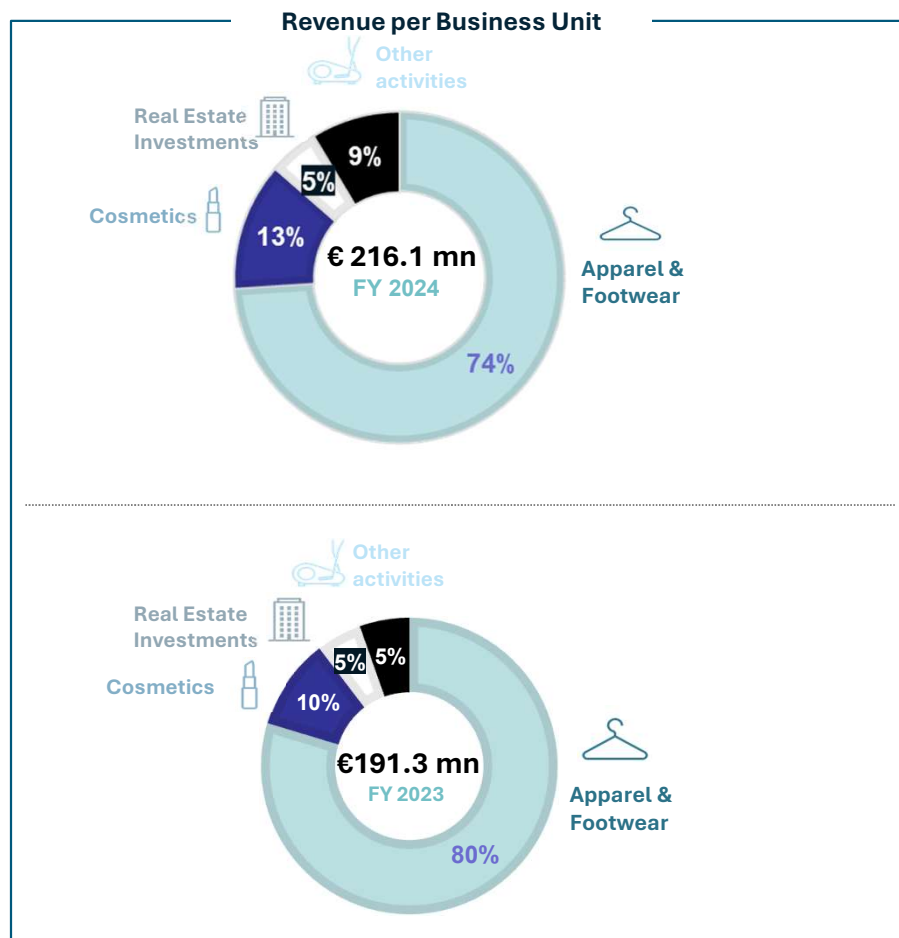 Revenue per Business Unit
Other
activities
Real Estate
Investments
9%
5%
Cosmetics
13%
€ 216.1 mn
FY 2024
Apparel &
Footwear
74%
Other
activities
Real Estate
Investments
5%
5%
Cosmetics
10%
€191.3 mn
FY 2023
Apparel &
Footwear
80%